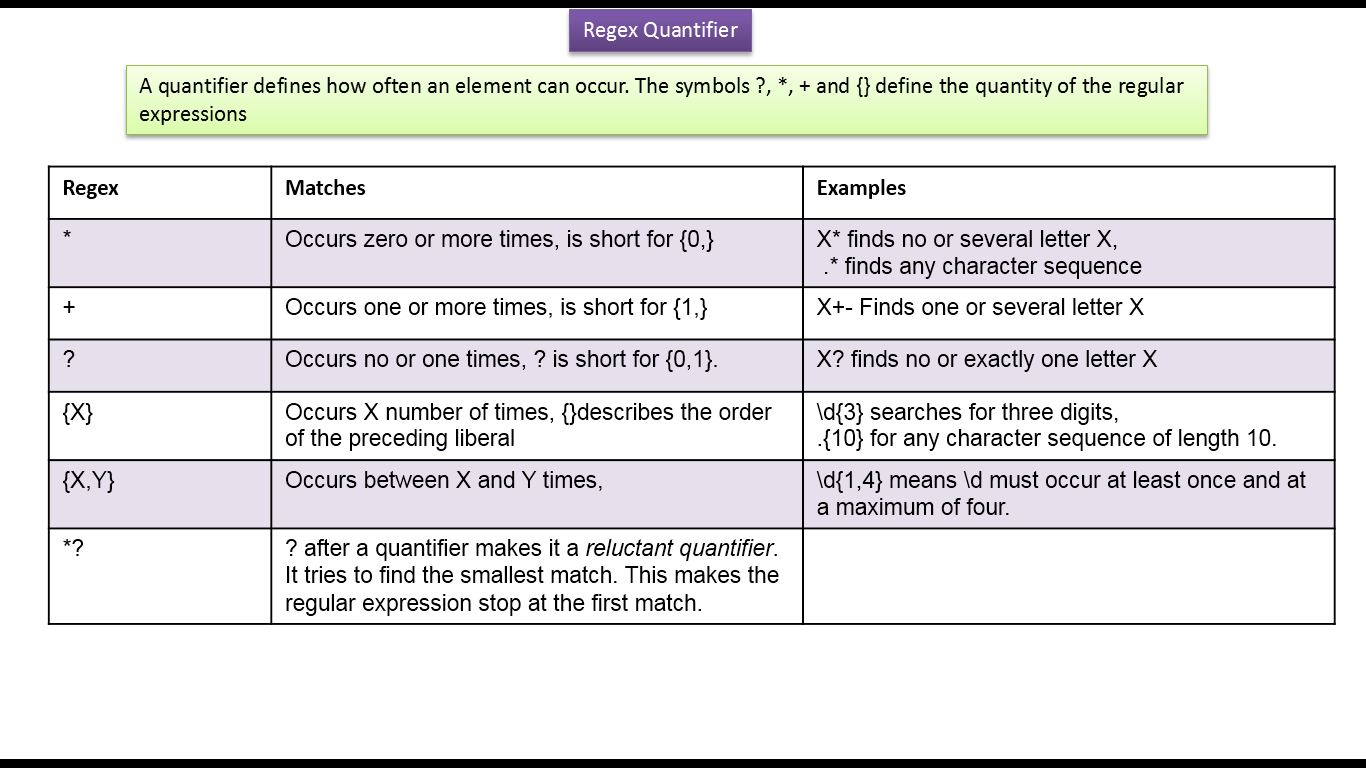 Regex Quantifier
A quantifier defines how often an element can occur. The symbols ?, *, + and {} define the quantity of the regular
expressions
Regex Matches Examples
* Occurs zero or more times, is short for {0,} X* finds no or several letter X,
.* finds any character sequence
+ Occurs one or more times, is short for {1,} X+- Finds one or several letter X
? Occurs no or one times, ? is short for {0,1}. X? finds no or exactly one letter X
{X} Occurs X number of times, {}describes the order \d{3} searches for three digits,
of the preceding liberal .{10} for any character sequence of length 10.
{X,Y} Occurs between X and Y times, \d{1,4} means \d must occur at least once and at
a maximum of four.
*? ? after a quantifier makes it a reluctant quantifier.
It tries to find the smallest match. This makes the
regular expression stop at the first match.